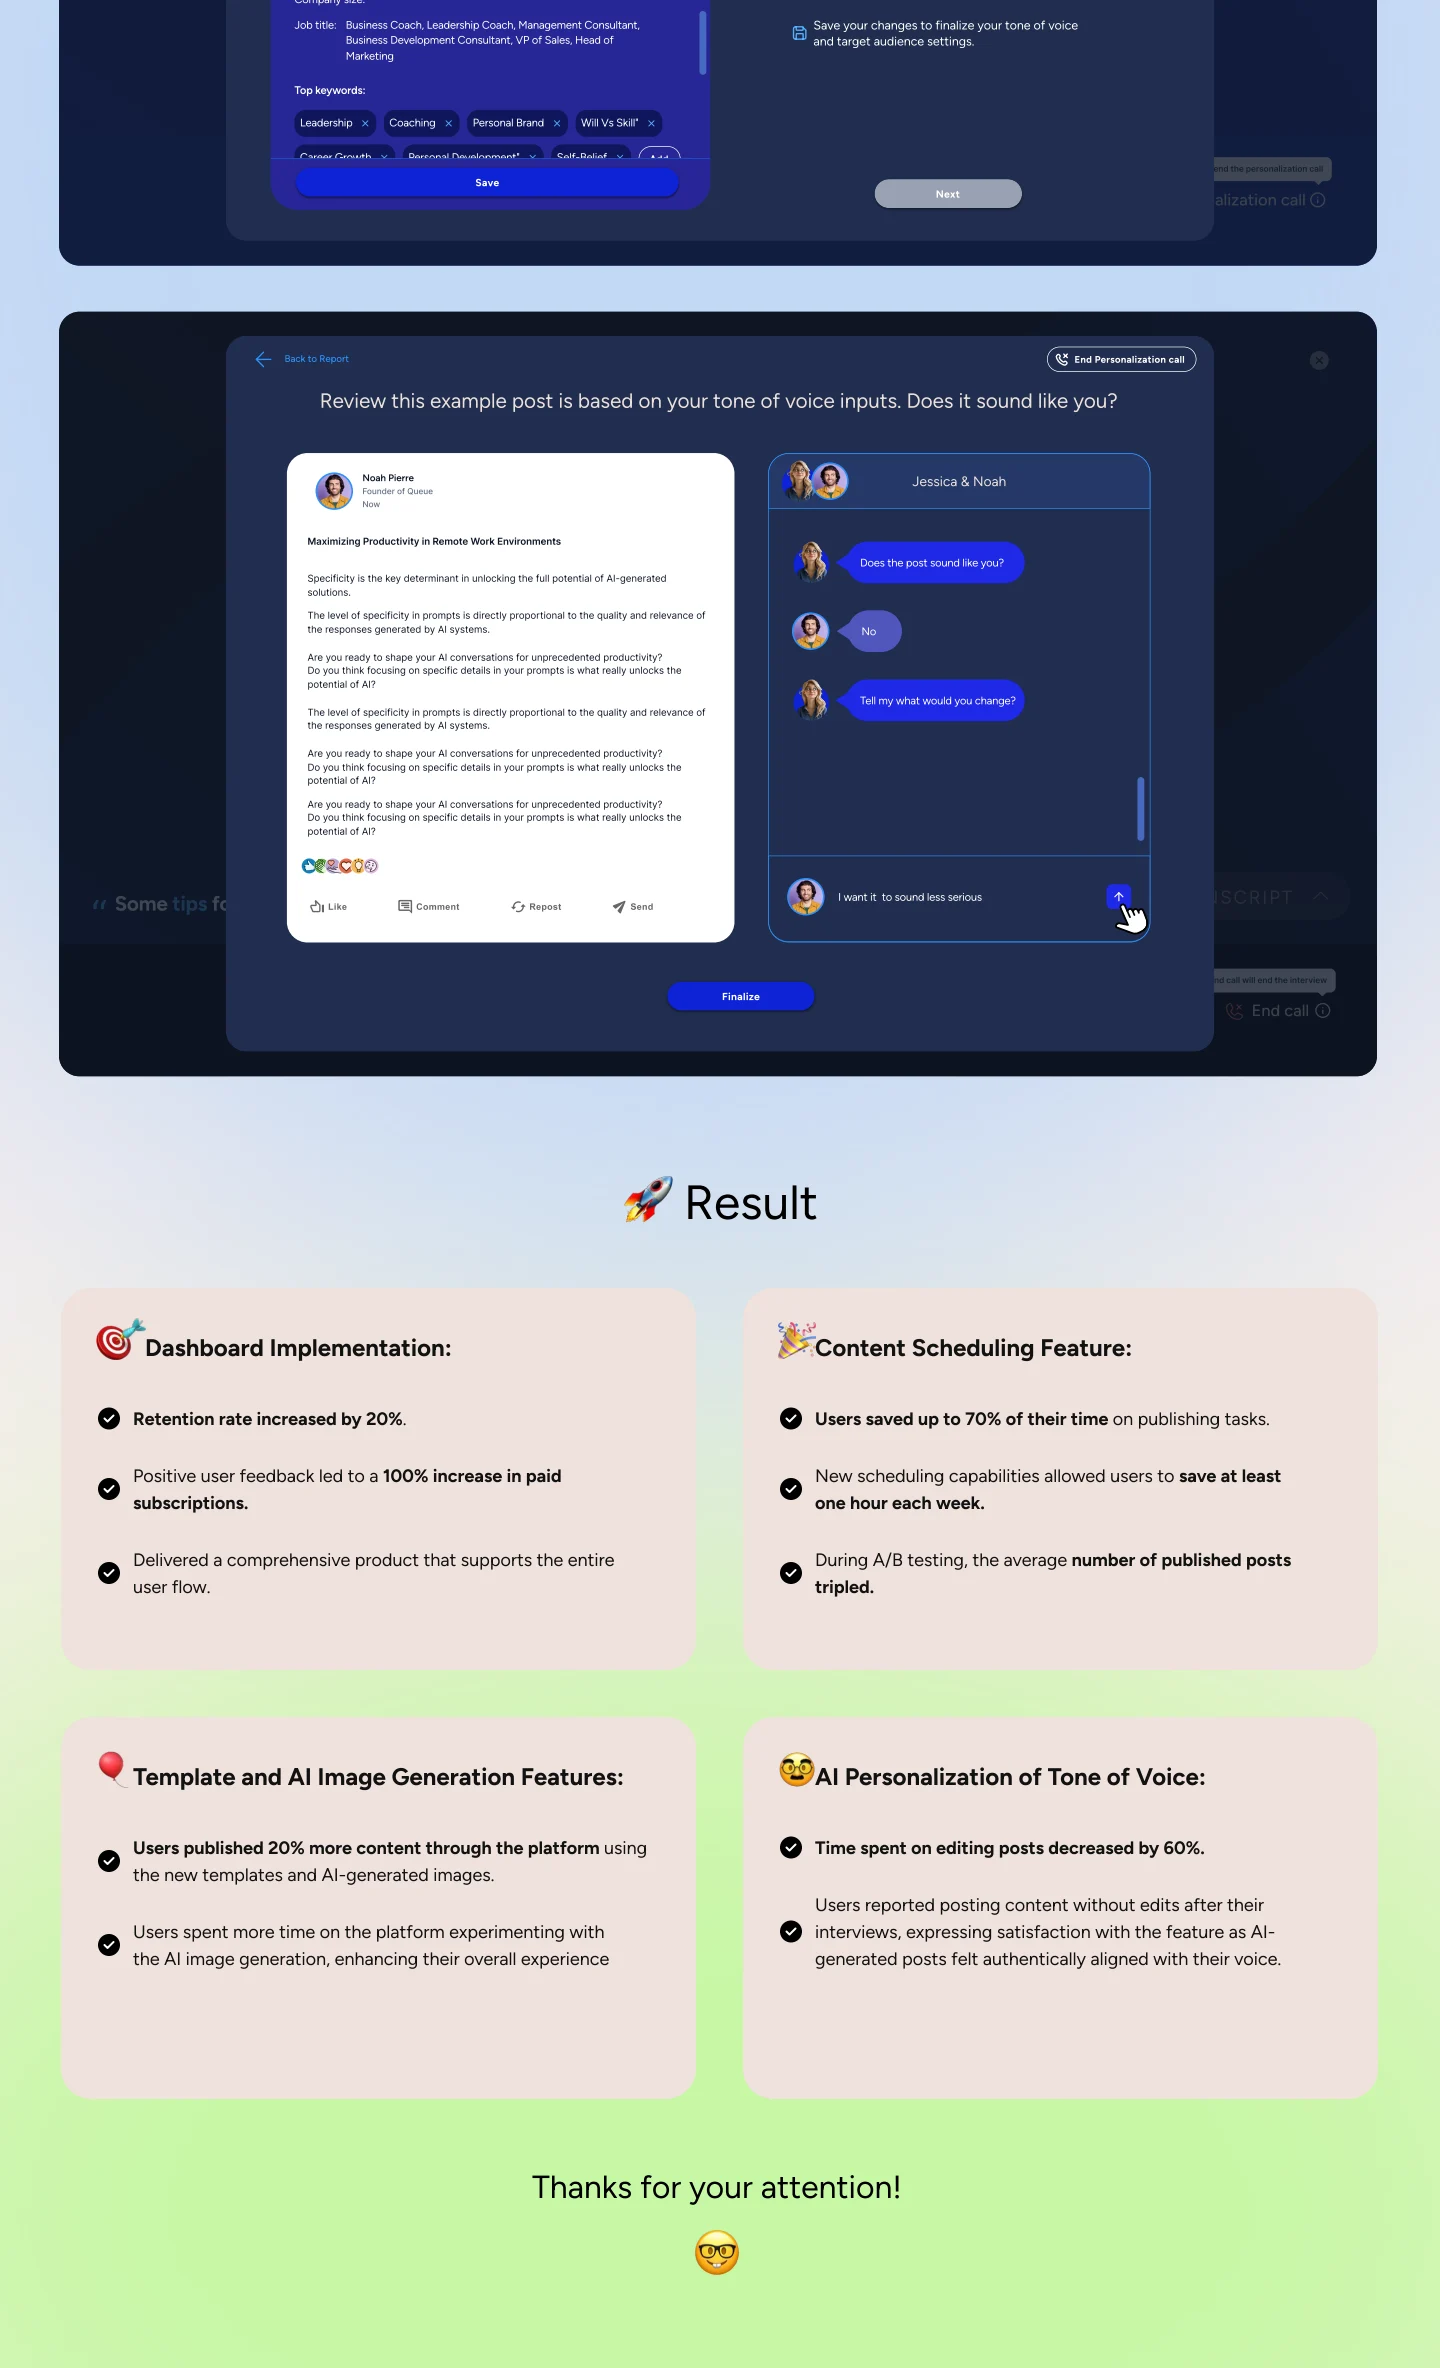 Company size:
Job title: Business Coach, Leadership Coach, Management Consultant,
Business Development Consultant, VP of Sales, Head of
Marketing
Top keywords:
Leadership
Coaching
Personal Brand
Will Vs Skill"
Career Growth
Personal Development"
Self-Belief
Add
Save
Save your changes to finalize your tone of voice
and target audience settings.
Next
end the personalization call
alization call
Back to Report
End Personalization call
Review this example post is based on your tone of voice inputs. Does it sound like you?
Noah Pierre
Founder of Queue
Now
Maximizing Productivity in Remote Work Environments
Specificity is the key determinant in unlocking the full potential of AI-generated
solutions.
The level of specificity in prompts is directly proportional to the quality and relevance of
the responses generated by AI systems.
Are you ready to shape your AI conversations for unprecedented productivity?
Do you think focusing on specific details in your prompts is what really unlocks the
potential of AI?
The level of specificity in prompts is directly proportional to the quality and relevance of
the responses generated by AI systems.
Are you ready to shape your AI conversations for unprecedented productivity?
Do you think focusing on specific details in your prompts is what really unlocks the
potential of AI?
Are you ready to shape your AI conversations for unprecedented productivity?
Do you think focusing on specific details in your prompts is what really unlocks the
potential of AI?
Like
Comment
Repost
Send
Jessica & Noah
Does the post sound like you?
No
Tell my what would you change?
I want it to sound less serious
Finalize
“ Some tips fo
NSCRIPT
nd call will end the interview
End call
🚀 Result
🎯 Dashboard Implementation:
Retention rate increased by 20%.
Positive user feedback led to a 100% increase in paid
subscriptions.
Delivered a comprehensive product that supports the entire
user flow.
🎉 Content Scheduling Feature:
Users saved up to 70% of their time on publishing tasks.
New scheduling capabilities allowed users to save at least
one hour each week.
During A/B testing, the average number of published posts
tripled.
🎈 Template and AI Image Generation Features:
Users published 20% more content through the platform using
the new templates and AI-generated images.
Users spent more time on the platform experimenting with
the AI image generation, enhancing their overall experience
🥸 AI Personalization of Tone of Voice:
Time spent on editing posts decreased by 60%.
Users reported posting content without edits after their
interviews, expressing satisfaction with the feature as AI-
generated posts felt authentically aligned with their voice.
Thanks for your attention!
🤓